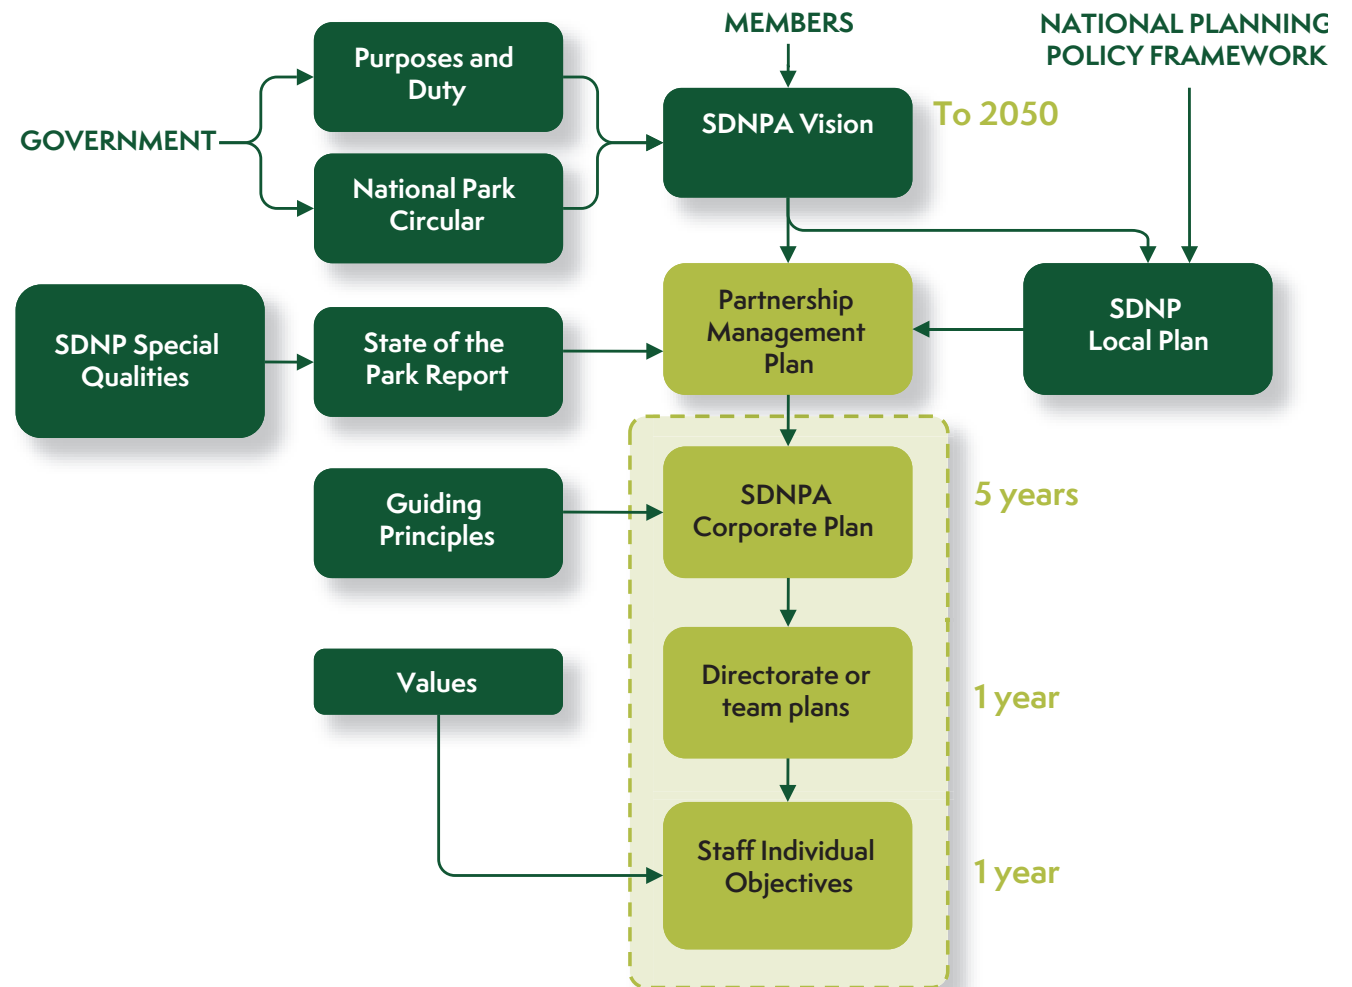 MEMBERS
NATIONAL PLANNING
POLICY FRAMEWORK
Purposes and
Duty
GOVERNMENT
SDNPA Vision
To 2050
National Park
Circular
SDNP Special
Qualities
State of the
Park Report
Partnership
Management
Plan
SDNP
Local Plan
Guiding
Principles
SDNPA
Corporate Plan
5 years
Values
Directorate or
team plans
1 year
Staff Individual
Objectives
1 year